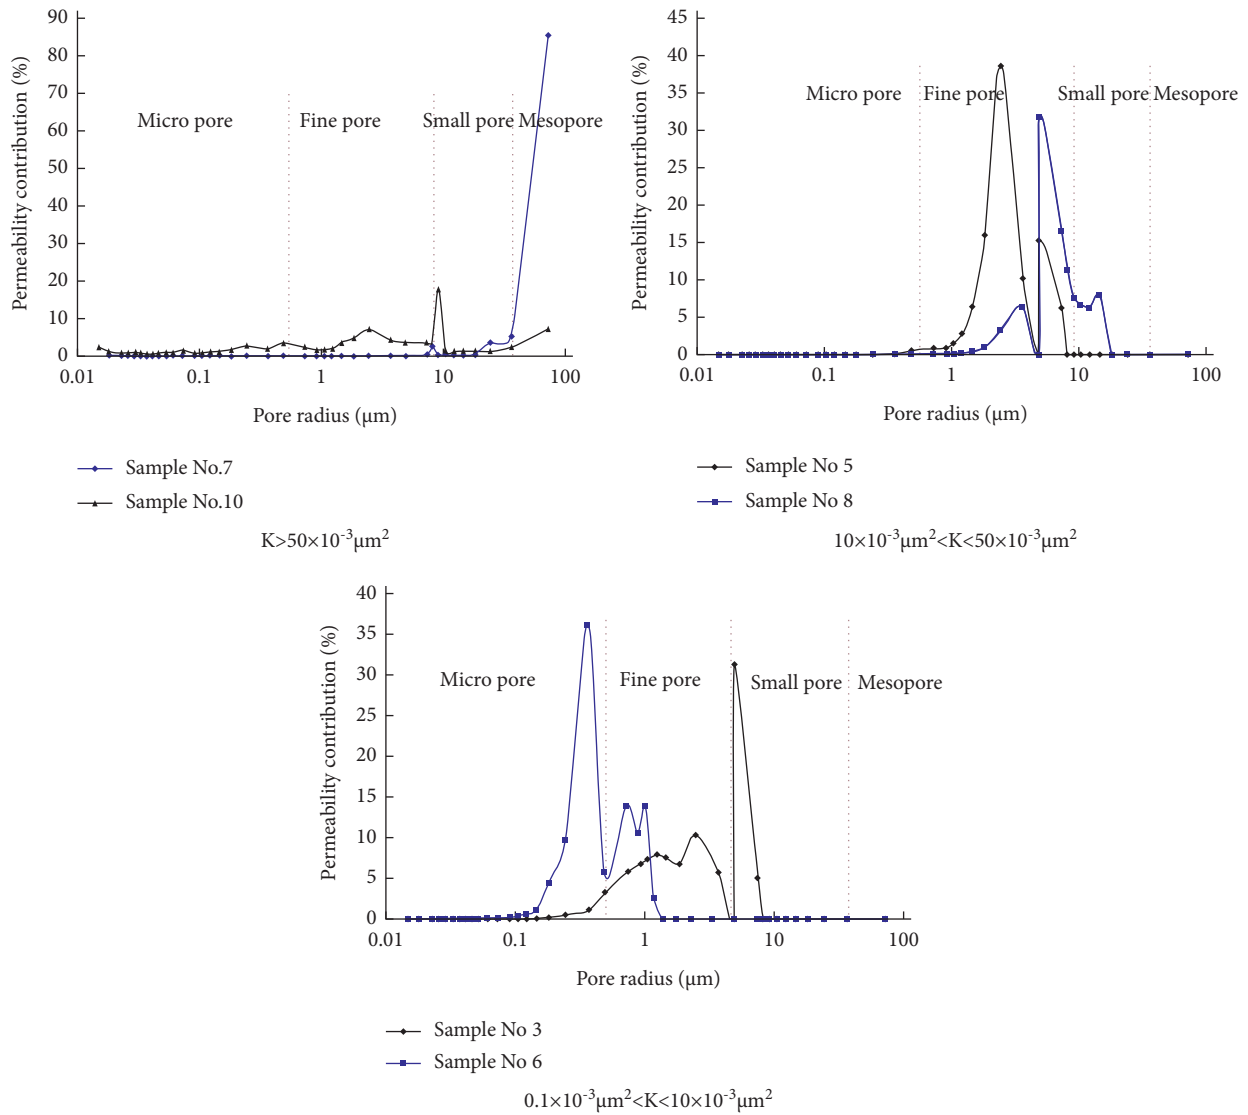 Permeability contribution (%)
90
80
70
60
50
40
30
20
10
0
Micro pore Fine pore Small pore Mesopore
0.01 0.1 1 10 100
Pore radius (μm)
Sample No.7
Sample No.10
K>50×10-3μm2
Permeability contribution (%)
45
40
35
30
25
20
15
10
5
0
Micro pore Fine pore Small pore Mesopore
0.01 0.1 1 10 100
Pore radius (μm)
Sample No 5
Sample No 8
10×10-3μm2<K<50×10-3μm2
Permeability contribution (%)
40
35
30
25
20
15
10
5
0
Micro pore Fine pore Small pore Mesopore
0.01 0.1 1 10 100
Pore radius (μm)
Sample No 3
Sample No 6
0.1×10-3μm2<K<10×10-3μm2